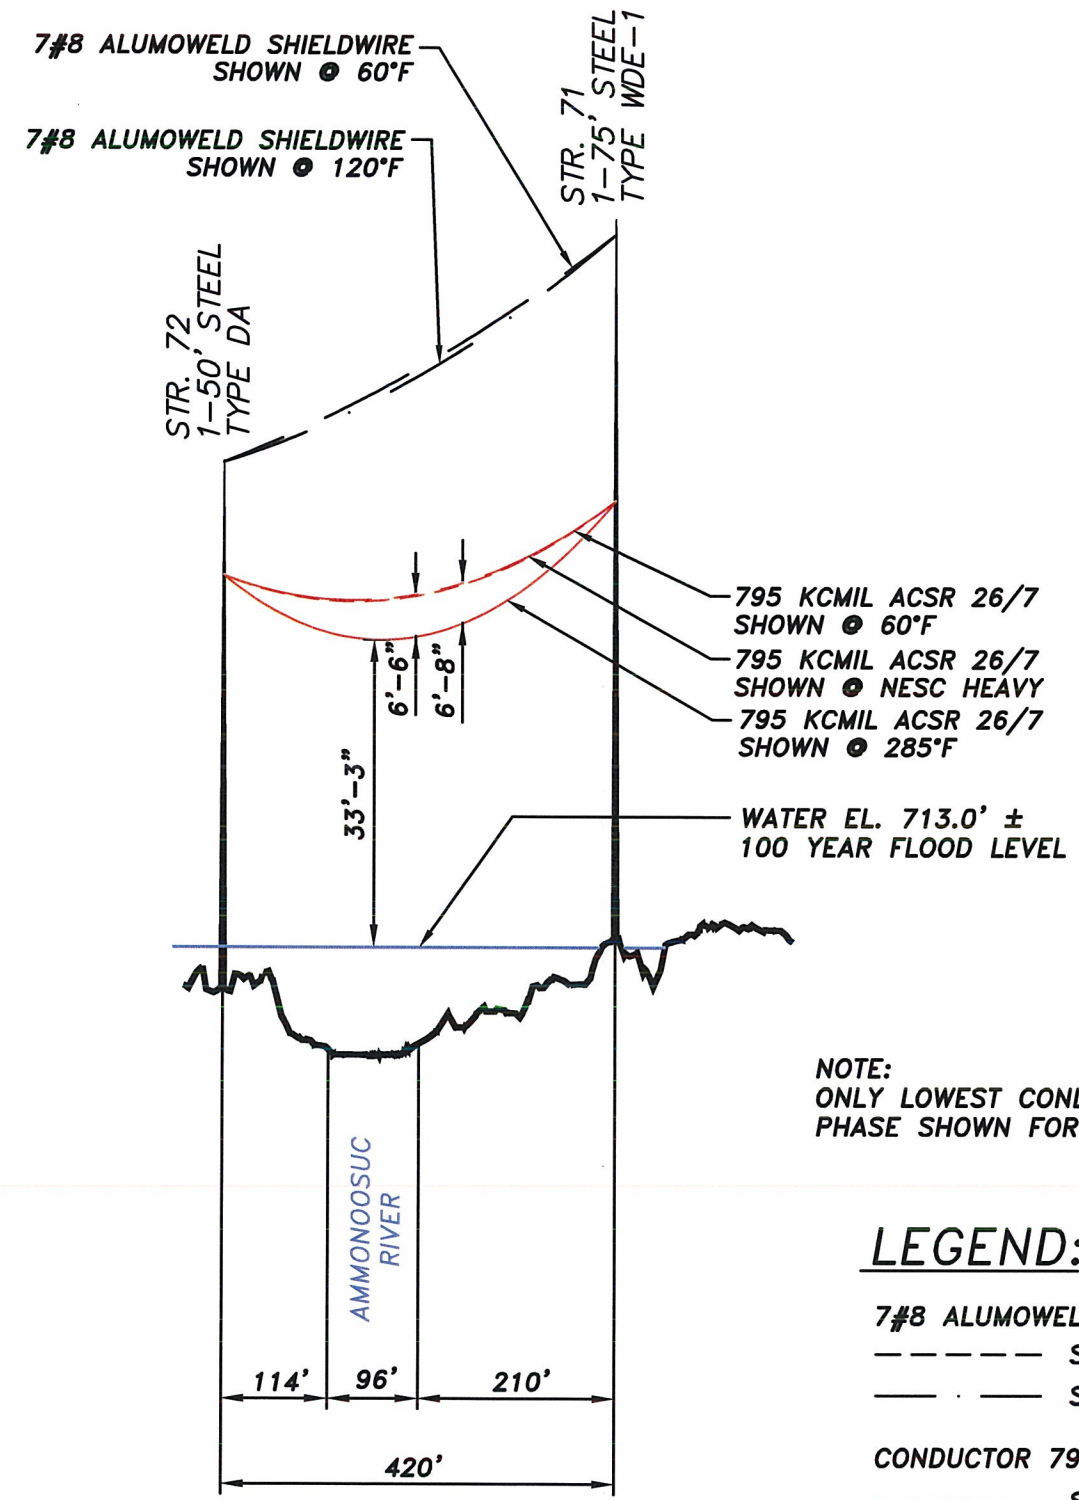 7#8 ALUMOWELD SHIELDWIRE
SHOWN @ 60°F
7#8 ALUMOWELD SHIELDWIRE
SHOWN @ 120°F
STR. 71
1-75' STEEL
TYPE WDE-1
STR. 72
1-50' STEEL
TYPE DA
795 KCMIL ACSR 26/7
SHOWN @ 60°F
795 KCMIL ACSR 26/7
SHOWN @ NESC HEAVY
795 KCMIL ACSR 26/7
SHOWN @ 285°F
6'-6"
6'-8"
33'-3"
WATER EL. 713.0' ±
100 YEAR FLOOD LEVEL
NOTE:
ONLY LOWEST
PHASE SHOWN FOR
AMMONOOSUC
RIVER
LEGEND:
7#8
114'
96'
210'
CONDUCTOR
420'